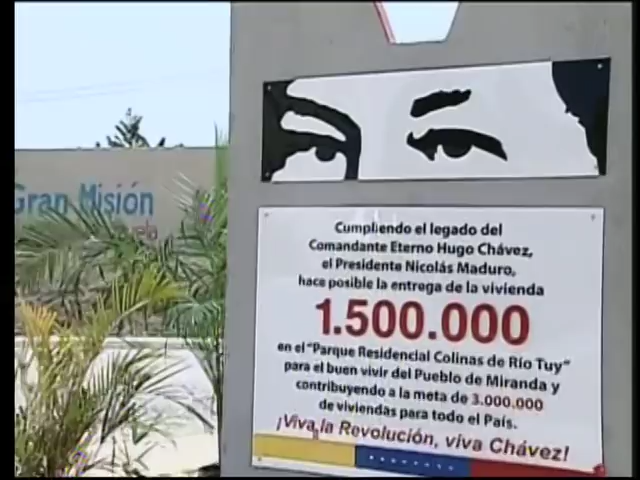 Gran Misión
Cumpliendo el legado del
Comandante Eterno Hugo Chávez,
el Presidente Nicolás Maduro,
hace posible la entrega de la vivienda
1.500.000
en el "Parque Residencial Colinas de Río Tuy"
para el buen vivir del Pueblo de Miranda y
contribuyendo a la meta de 3.000.000
de viviendas para todo el País.
¡Viva la Revolución, viva Chávez!